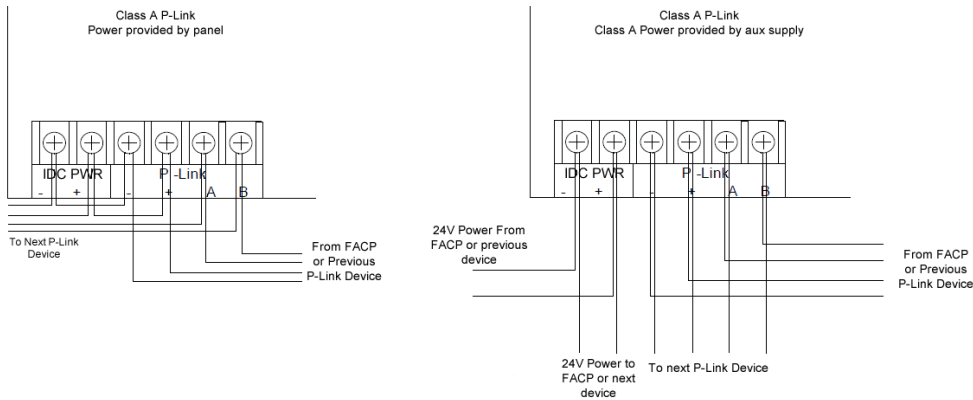 Class A P-Link
Power provided by panel
IDC PWR
P -Link
- + - + A B
To Next P-Link
Device
From FACP
or Previous
P-Link Device
Class A P-Link
Class A Power provided by aux supply
IDC PWR
P -Link
- + - + A B
24V Power From
FACP or previous
device
From FACP
or Previous
P-Link Device
24V Power to
FACP or next
device
To next P-Link Device